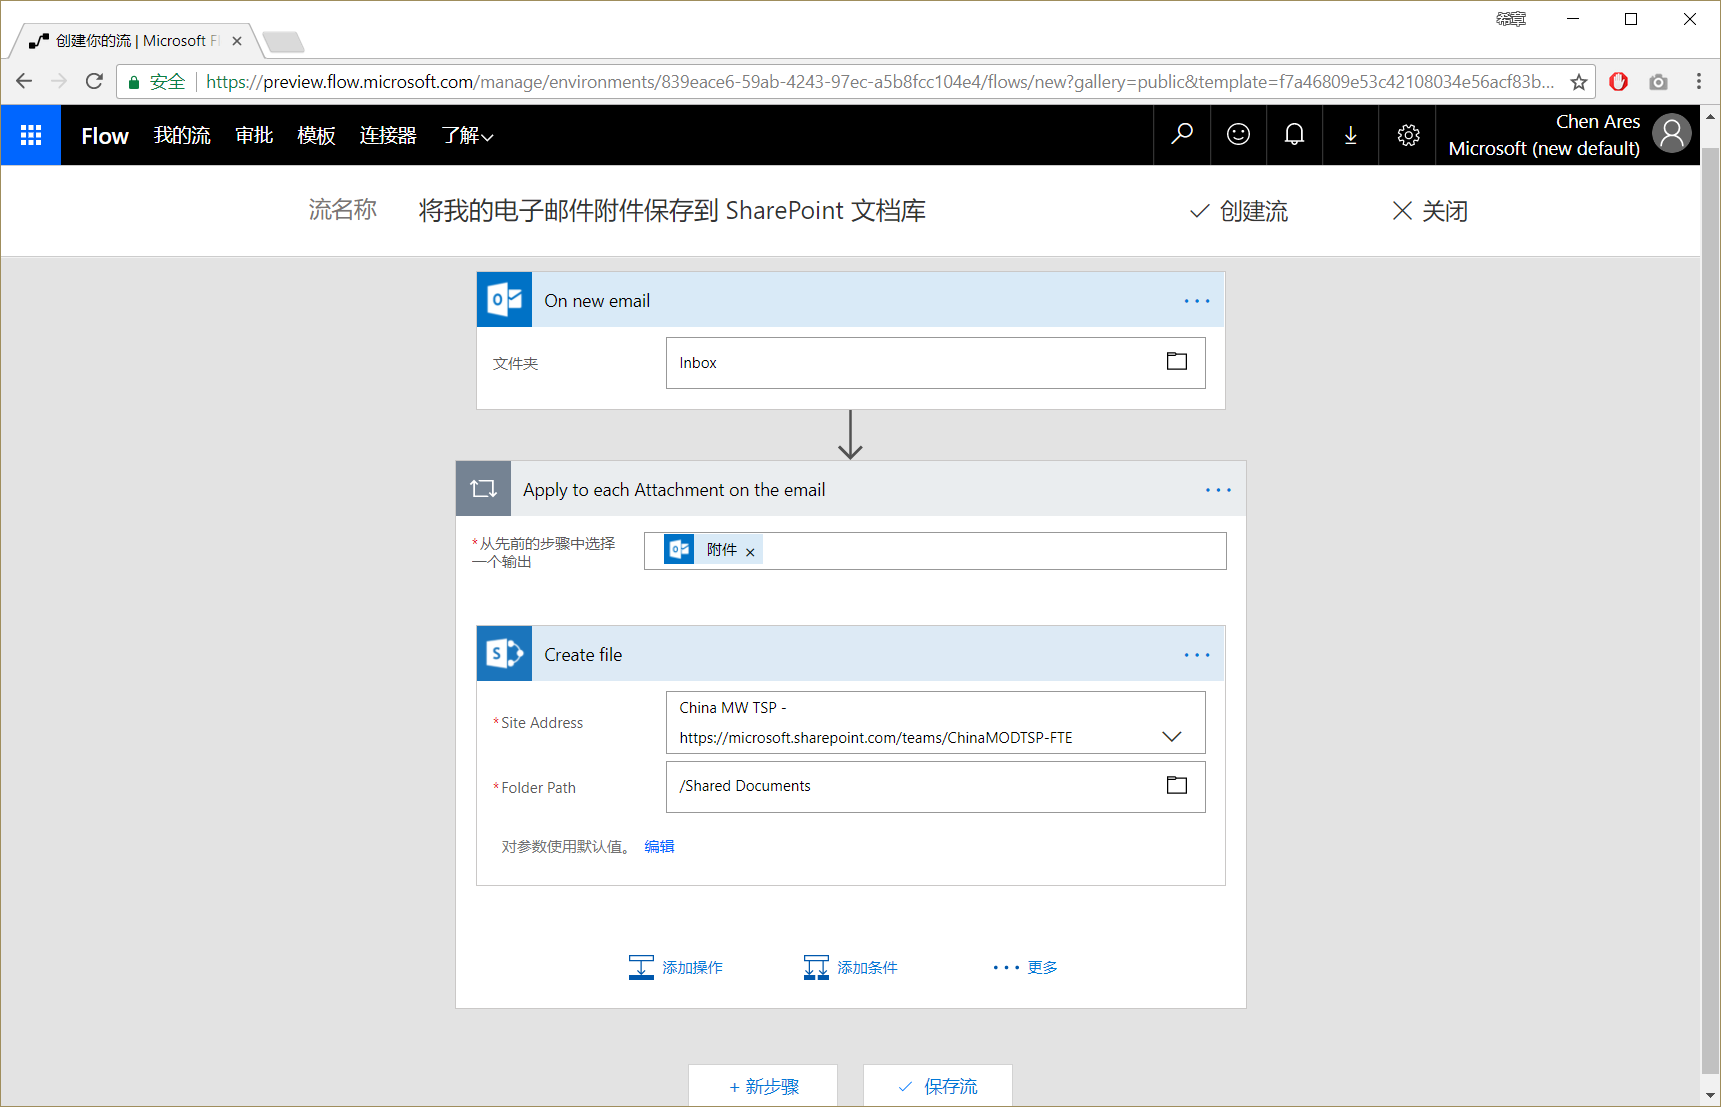 希章
创建你的流 | Microsoft Fl
安全
https://preview.flow.microsoft.com/manage/environments/839eace6-59ab-4243-97ec-a5b8fcc104e4/flows/new?gallery=public&template=f7a46809e53c42108034e56acf83b...
Flow 我的流 审批 模板 连接器 了解
Chen Ares
Microsoft (new default)
流名称 将我的电子邮件附件保存到 SharePoint 文档库 创建流 关闭
On new email
文件夹 Inbox
Apply to each Attachment on the email
*从先前的步骤中选择
一个输出
附件
Create file
*Site Address
China MW TSP -
https://microsoft.sharepoint.com/teams/ChinaMODTSP-FTE
*Folder Path /Shared Documents
对参数使用默认值。 编辑
添加操作 添加条件 更多
+ 新步骤 保存流